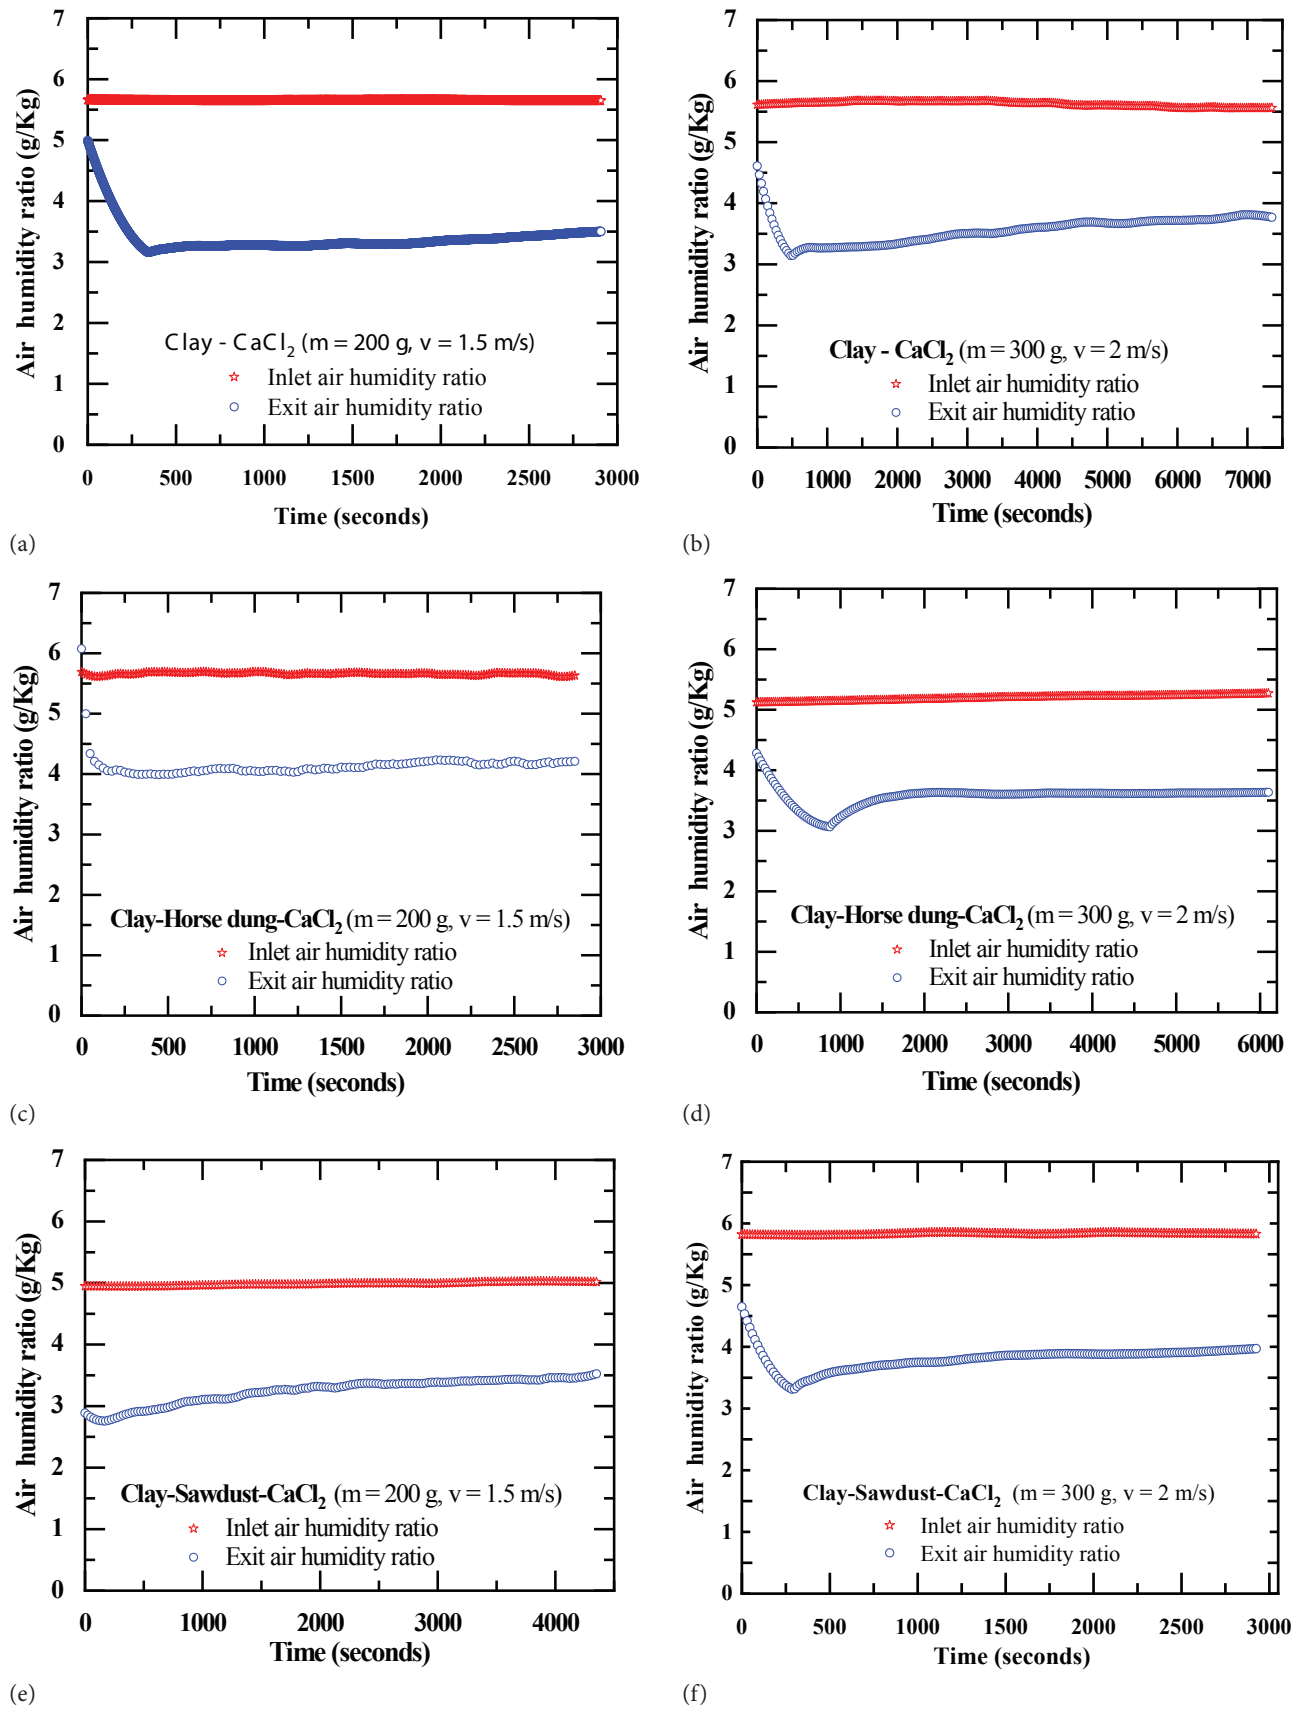 7
6
5
4
3
2
1
0
Air humidity ratio (g/Kg)
Clay - CaCl2 (m = 200 g, v = 1.5 m/s)
Inlet air humidity ratio
Exit air humidity ratio
0 500 1000 1500 2000 2500 3000
Time (seconds)
(a)
7
6
5
4
3
2
1
0
Air humidity ratio (g/Kg)
Clay - CaCl2 (m = 300 g, v = 2 m/s)
Inlet air humidity ratio
Exit air humidity ratio
0 1000 2000 3000 4000 5000 6000 7000
Time (seconds)
(b)
7
6
5
4
3
2
1
0
Air humidity ratio (g/Kg)
Clay-Horse dung-CaCl2 (m = 200 g, v = 1.5 m/s)
Inlet air humidity ratio
Exit air humidity ratio
0 500 1000 1500 2000 2500 3000
Time (seconds)
(c)
7
6
5
4
3
2
1
0
Air humidity ratio (g/Kg)
Clay-Horse dung-CaCl2 (m = 300 g, v = 2 m/s)
Inlet air humidity ratio
Exit air humidity ratio
0 1000 2000 3000 4000 5000 6000
Time (seconds)
(d)
7
6
5
4
3
2
1
0
Air humidity ratio (g/Kg)
Clay-Sawdust-CaCl2 (m = 200 g, v = 1.5 m/s)
Inlet air humidity ratio
Exit air humidity ratio
0 1000 2000 3000 4000
Time (seconds)
(e)
7
6
5
4
3
2
1
0
Air humidity ratio (g/Kg)
Clay-Sawdust-CaCl2 (m = 300 g, v = 2 m/s)
Inlet air humidity ratio
Exit air humidity ratio
0 500 1000 1500 2000 2500 3000
Time (seconds)
(f)